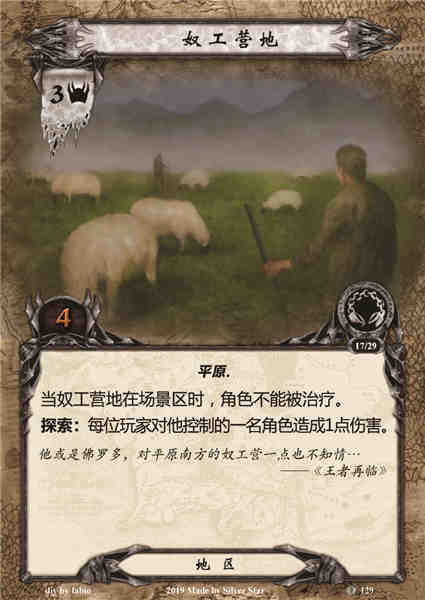 奴工营地
3
4
17/29
平原.
当奴工营地在场景区时，角色不能被治疗。
探索：每位玩家对他控制的一名角色造成1点伤害。
他或是佛罗多，对平原南方的奴工营一点也不知情…
——《王者再临》
地区
diy by fabio
2019 Made by Silver Star
129